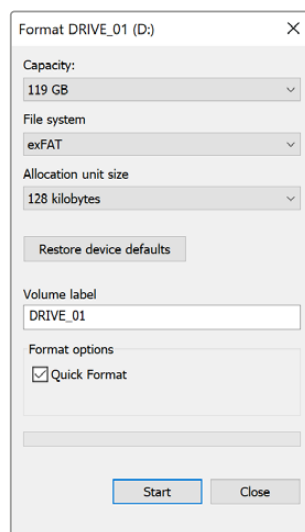 Format DRIVE_01 (D:)
Capacity:
119 GB
File system
exFAT
Allocation unit size
128 kilobytes
Restore device defaults
Volume label
DRIVE_01
Format options
Quick Format
Start Close